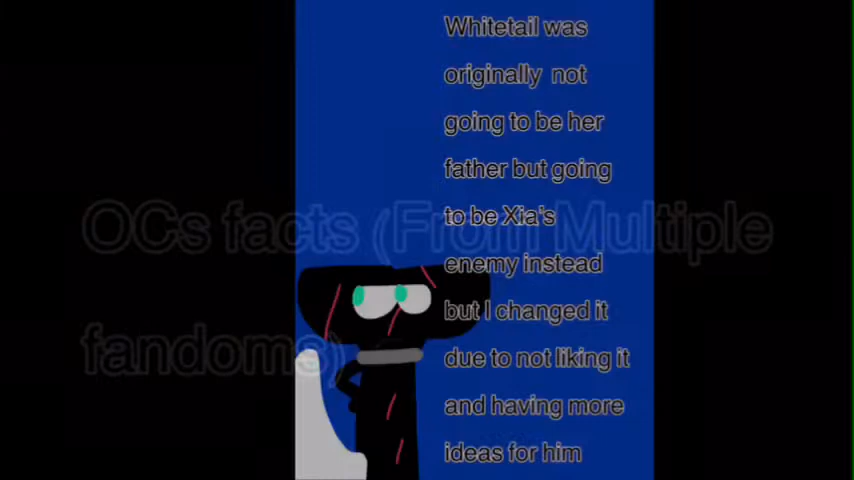 Whitetail was
originally not
going to be her
father but going
to be Xia's
enemy instead
but I changed it
due to not liking it
and having more
ideas for him
OCs facts (From Multiple
fandoms)